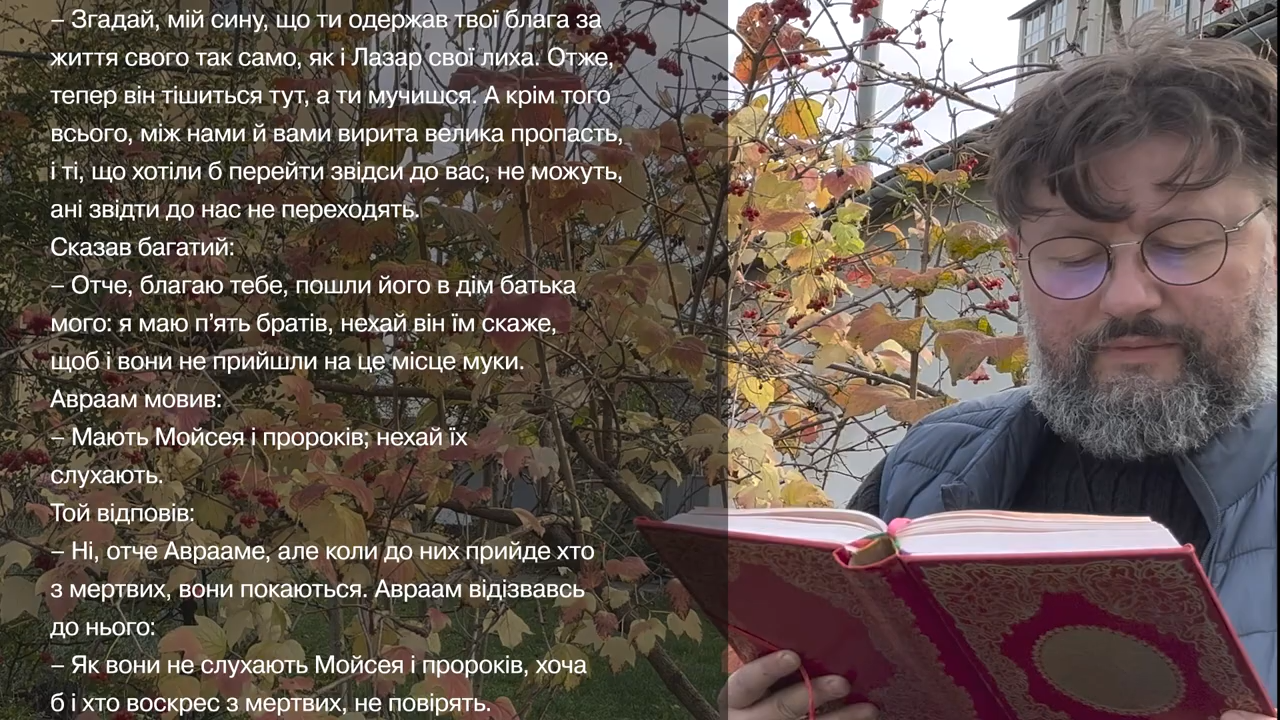 – Згадай, мій сину, що ти одержав твої блага за
життя свого так само, як і Лазар свої лиха. Отже,
тепер він тішиться тут, а ти мучишся. А крім того
всього, між нами й вами вирита велика пропасть,
і ті, що хотіли б перейти звідси до вас, не можуть,
ані звідти до нас не переходять.
Сказав багатий:
– Отче, благаю тебе, пошли його в дім батька
мого: я маю п’ять братів, нехай він їм скаже,
щоб і вони не прийшли на це місце муки.
Авраам мовив:
– Мають Мойсея і пророків; нехай їх
слухають.
Той відповів:
– Ні, отче Аврааме, але коли до них прийде хто
з мертвих, вони покаються. Авраам відізвавсь
до нього:
– Як вони не слухають Мойсея і пророків, хоча
б і хто воскрес з мертвих, не повірять.